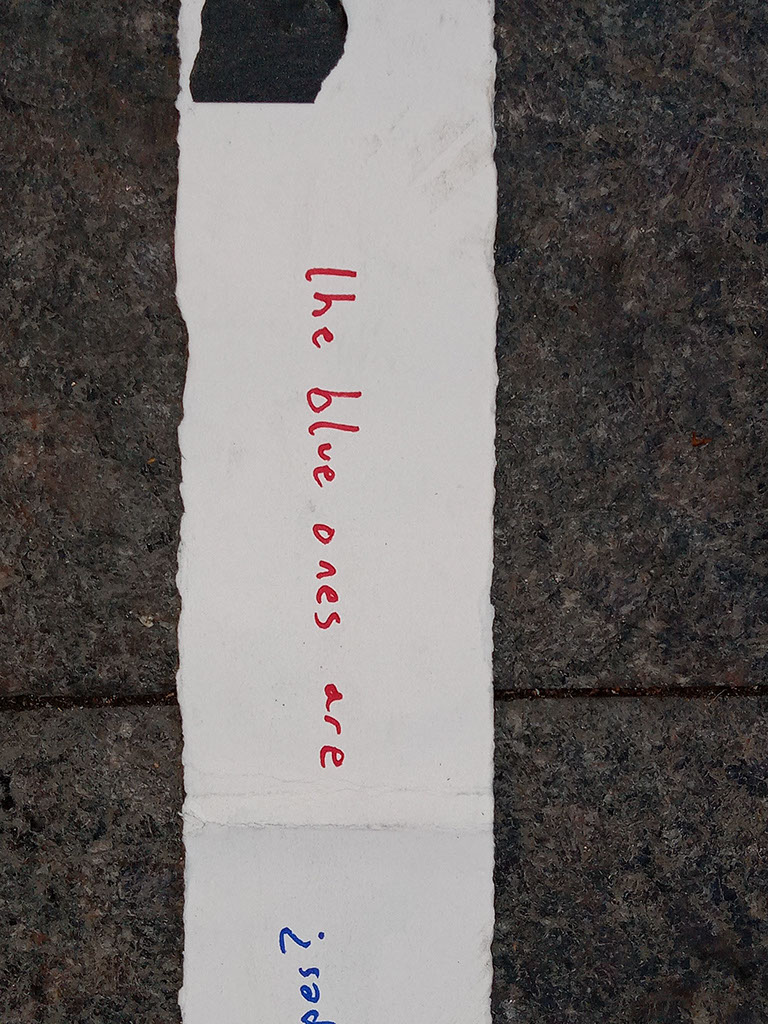 The blue ones are